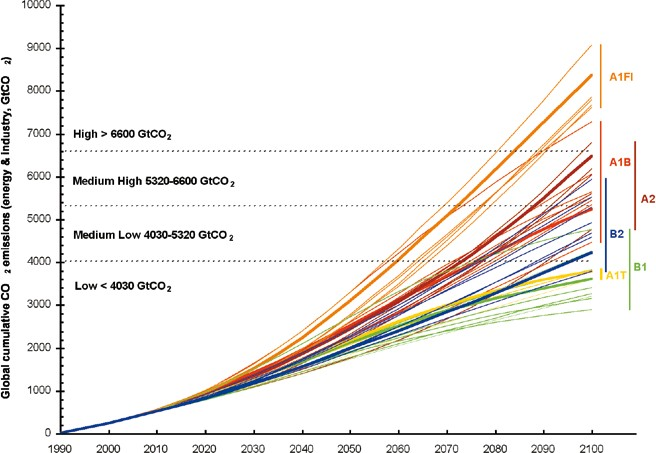 Global cumulative CO2 emissions (energy & industry, GtCO2)
10000
9000
8000
7000
6000
5000
4000
3000
2000
1000
0
High > 6600 GtCO2
Medium High 5320-6600 GtCO2
Medium Low 4030-5320 GtCO2
Low < 4030 GtCO2
A1FI
A1B
A2
B2
B1
A1T
1990 2000 2010 2020 2030 2040 2050 2060 2070 2080 2090 2100